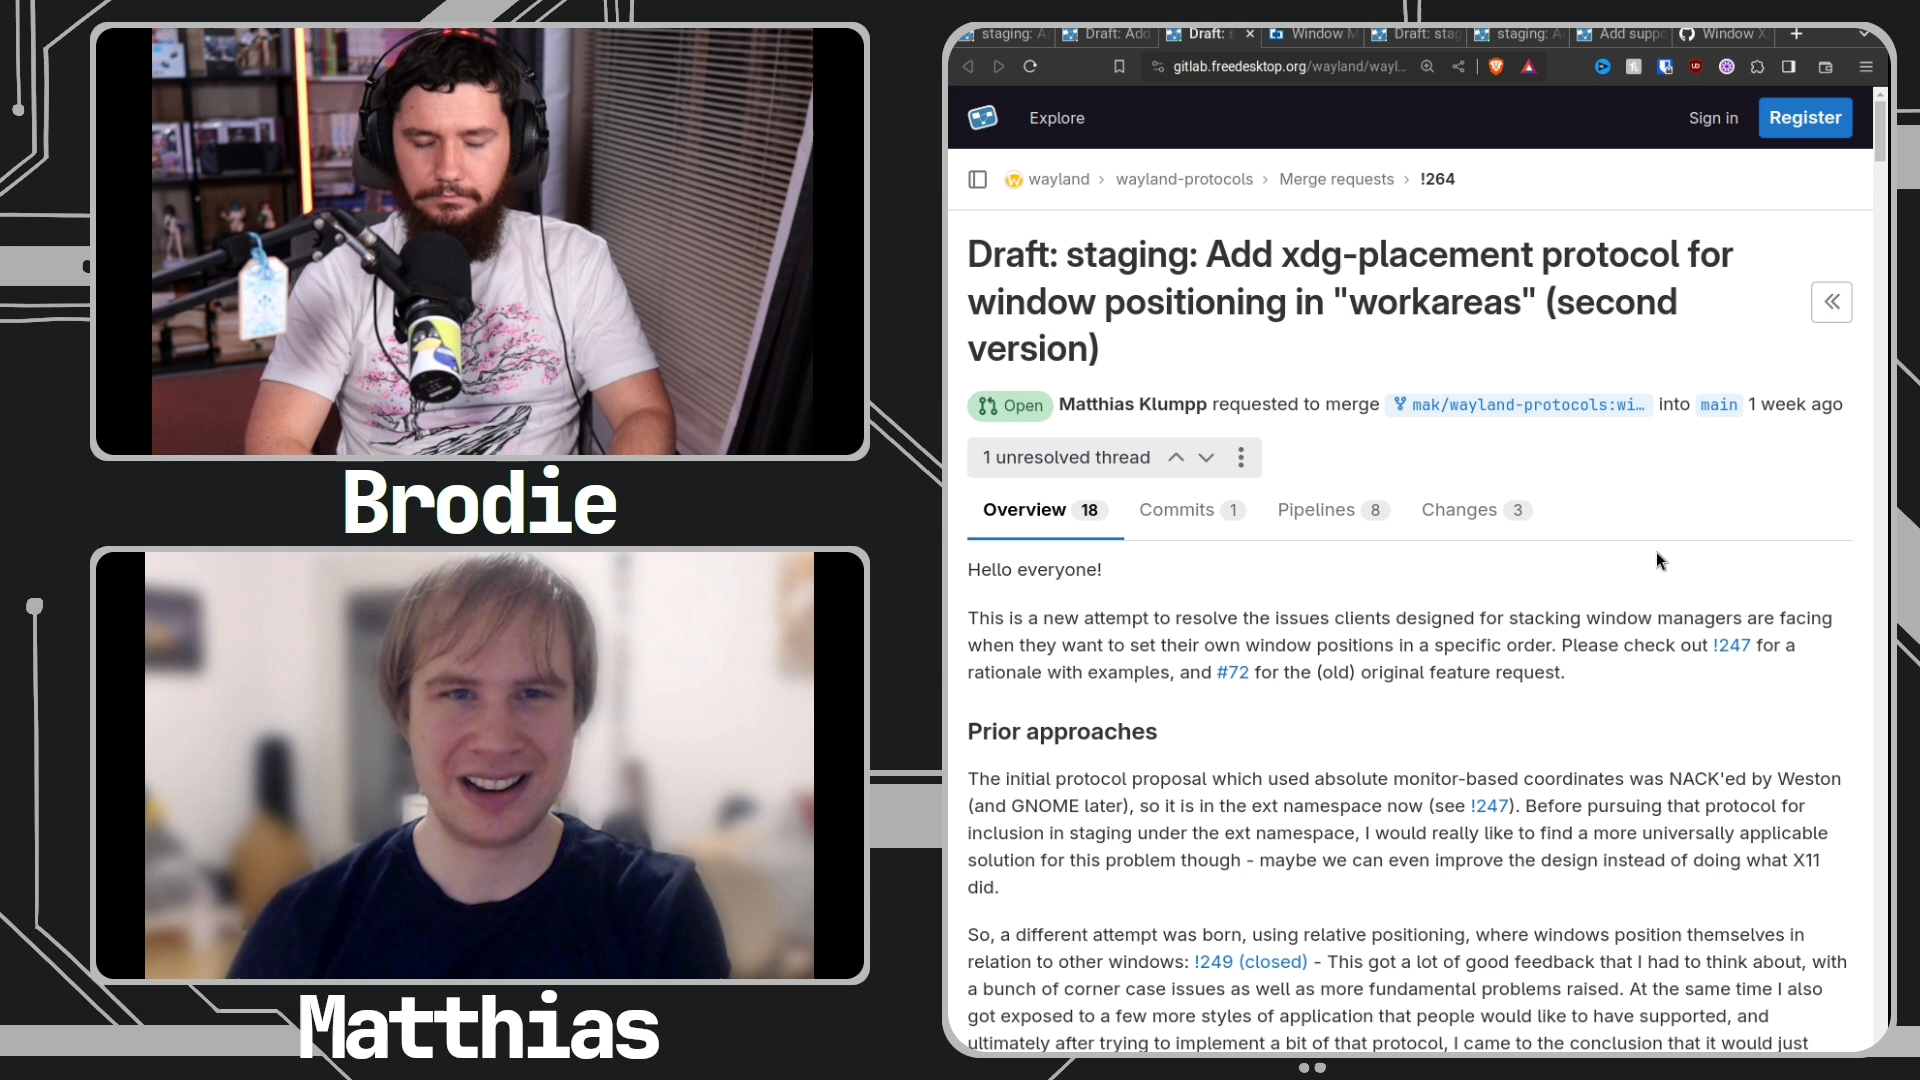 Brodie
Matthias
staging: A
Draft: Add
Draft: s
Window M
Draft: stag
staging: A
Add suppo
Window X
gitlab.freedesktop.org/wayland/wayl...
Explore
Sign in
Register
wayland › wayland-protocols › Merge requests › !264
Draft: staging: Add xdg-placement protocol for
window positioning in "workareas" (second
version)
Open Matthias Klumpp requested to merge mak/wayland-protocols:wi... into main 1 week ago
1 unresolved thread
Overview 18 Commits 1 Pipelines 8 Changes 3
Hello everyone!
This is a new attempt to resolve the issues clients designed for stacking window managers are facing
when they want to set their own window positions in a specific order. Please check out !247 for a
rationale with examples, and #72 for the (old) original feature request.
Prior approaches
The initial protocol proposal which used absolute monitor-based coordinates was NACK'ed by Weston
(and GNOME later), so it is in the ext namespace now (see !247). Before pursuing that protocol for
inclusion in staging under the ext namespace, I would really like to find a more universally applicable
solution for this problem though - maybe we can even improve the design instead of doing what X11
did.
So, a different attempt was born, using relative positioning, where windows position themselves in
relation to other windows: !249 (closed) - This got a lot of good feedback that I had to think about, with
a bunch of corner case issues as well as more fundamental problems raised. At the same time I also
got exposed to a few more styles of application that people would like to have supported, and
ultimately after trying to implement a bit of that protocol, I came to the conclusion that it would just